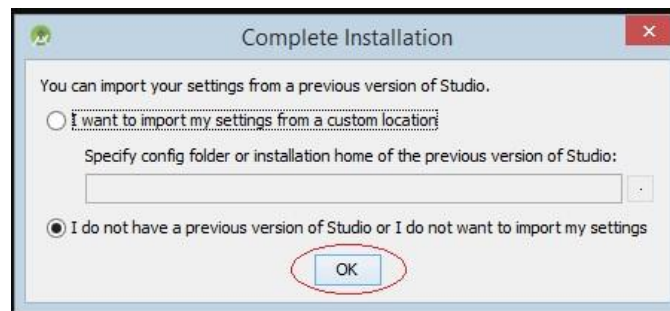 Complete Installation
You can import your settings from a previous version of Studio.
I want to import my settings from a custom location
Specify config folder or installation home of the previous version of Studio:
I do not have a previous version of Studio or I do not want to import my settings
OK